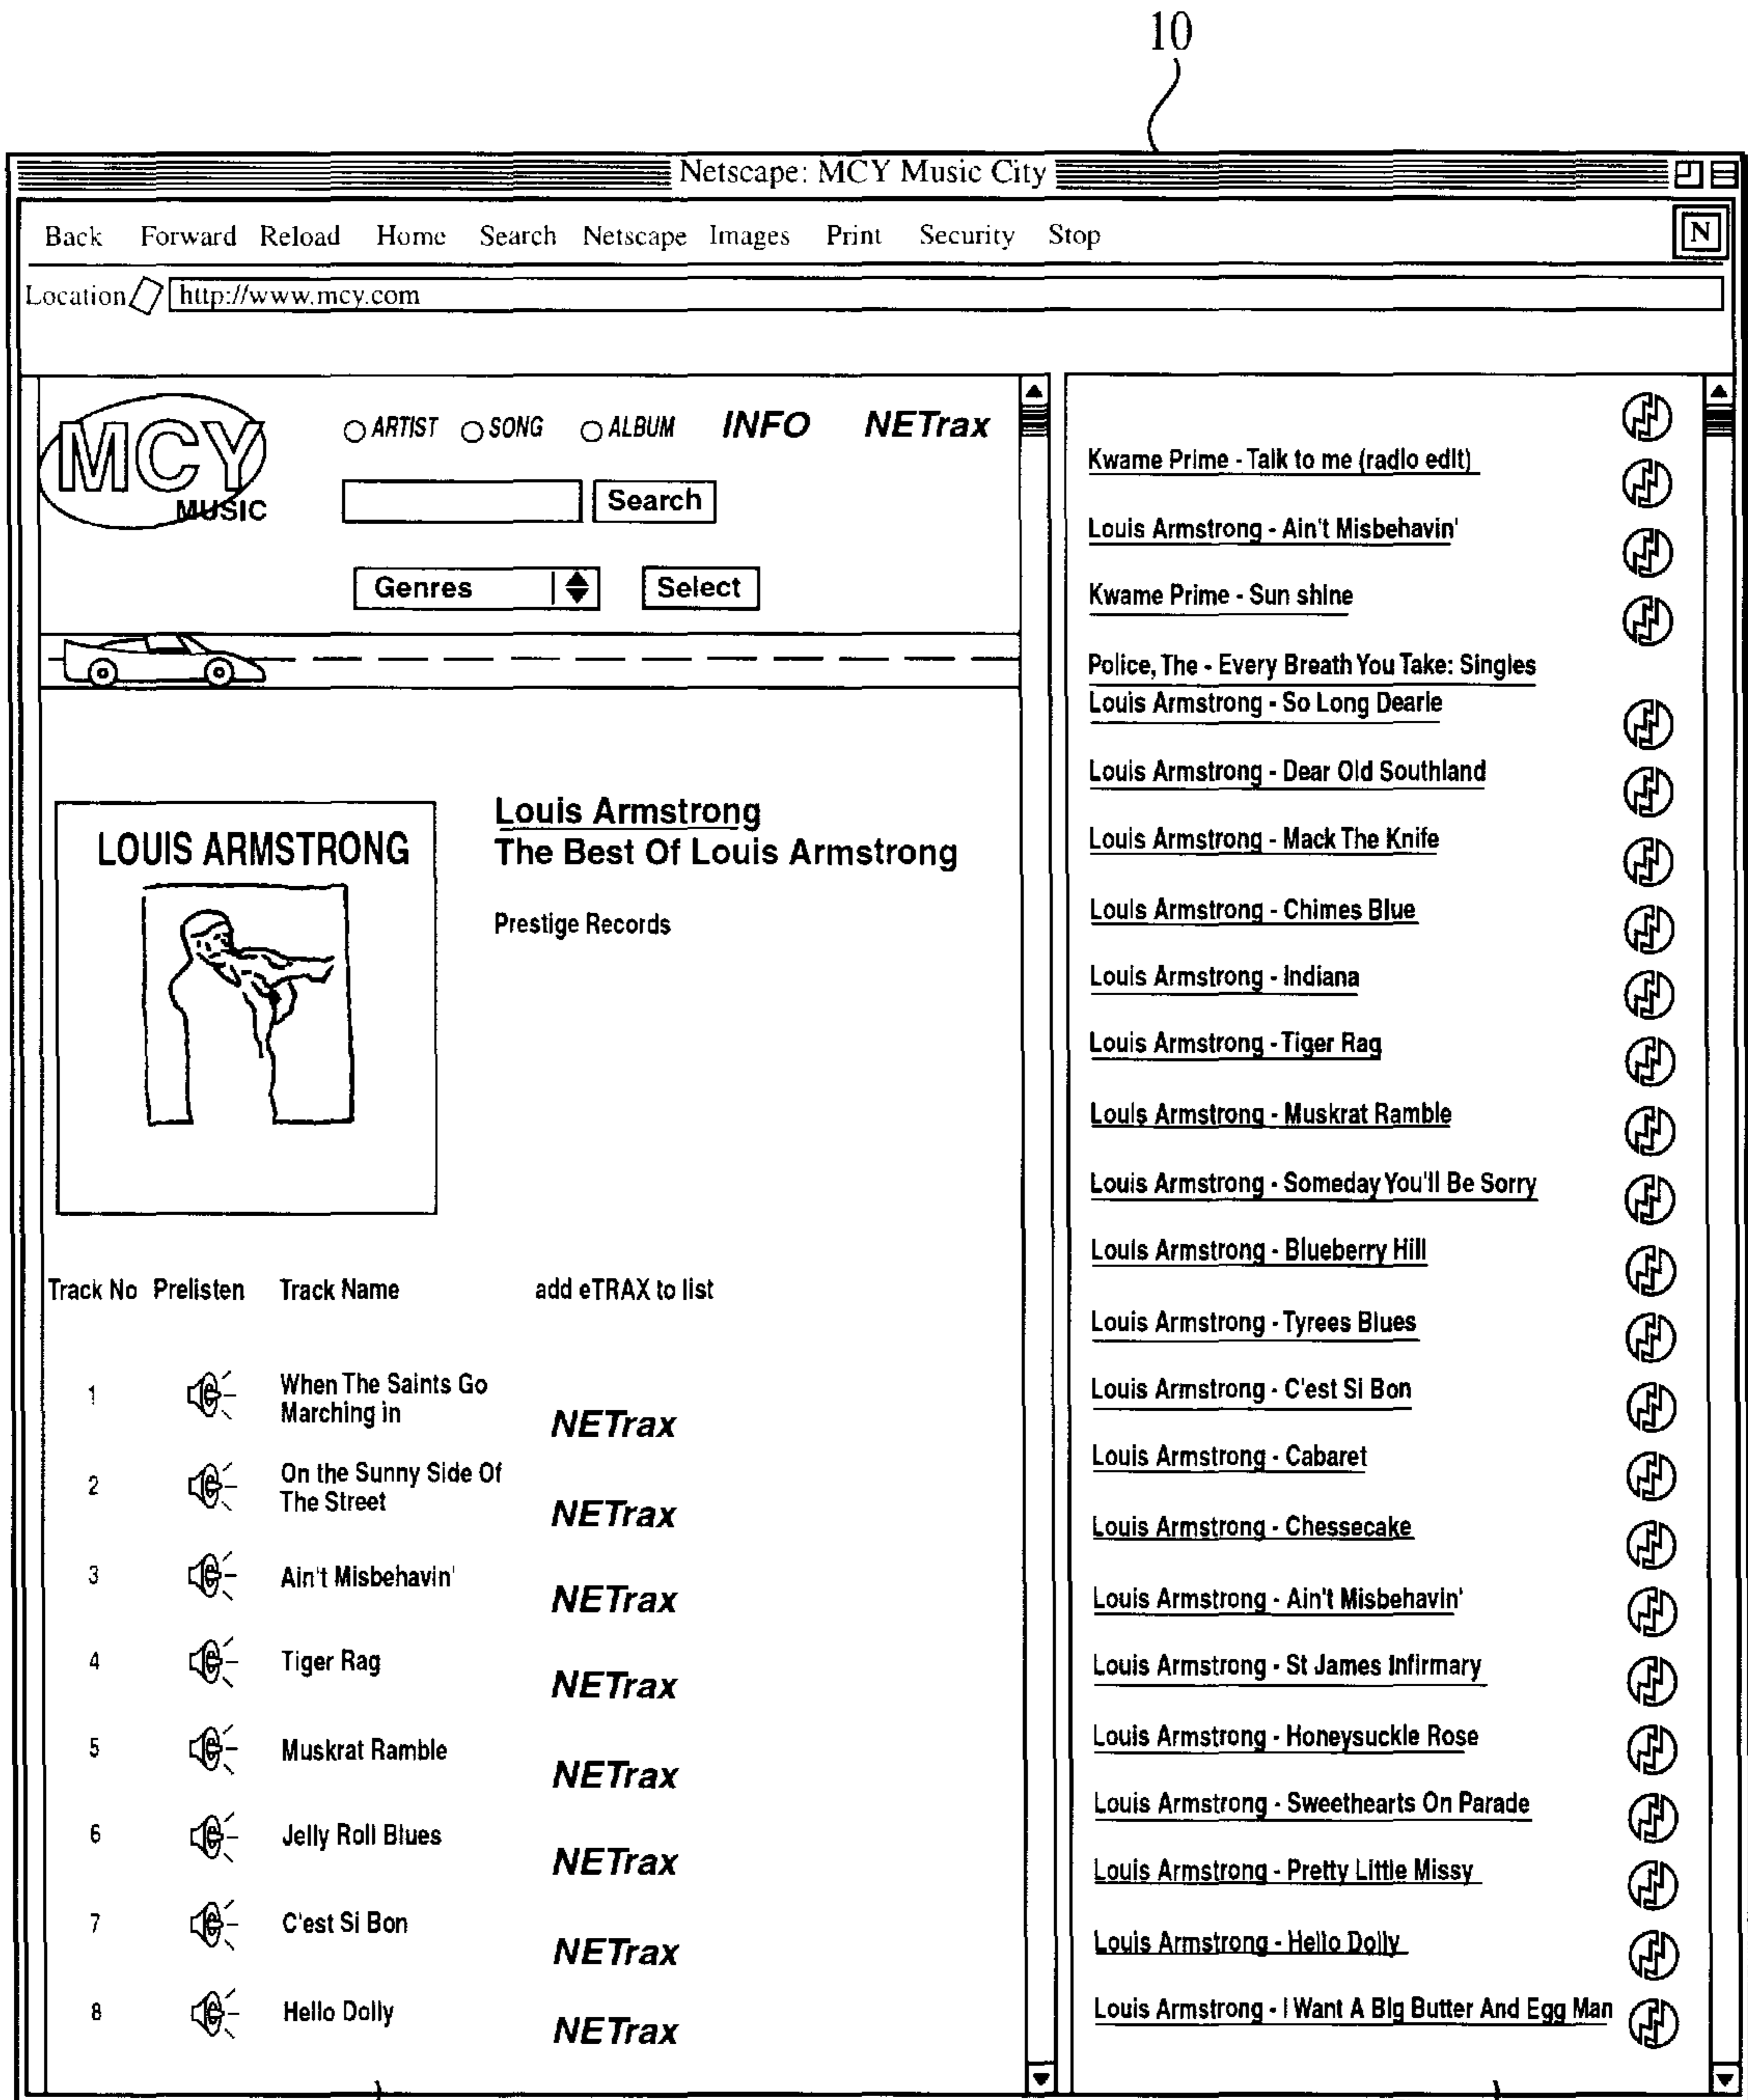 10
Netscape: MCY Music City
Back Forward Reload Home Search Netscape Images Print Security Stop
N
Location http://www.mcy.com
MCY
MUSIC
ARTIST SONG ALBUM INFO NETrax
Search
Genres Select
LOUIS ARMSTRONG
Louis Armstrong
The Best Of Louis Armstrong
Prestige Records
Track No Prelisten Track Name add eTRAX to list
1 When The Saints Go
Marching in
NETrax
2 On the Sunny Side Of
The Street
NETrax
3 Ain't Misbehavin'
NETrax
4 Tiger Rag
NETrax
5 Muskrat Ramble
NETrax
6 Jelly Roll Blues
NETrax
7 C'est Si Bon
NETrax
8 Hello Dolly
NETrax
Kwame Prime - Talk to me (radio edit)
Louis Armstrong - Ain't Misbehavin'
Kwame Prime - Sun shine
Police, The - Every Breath You Take: Singles
Louis Armstrong - So Long Dearie
Louis Armstrong - Dear Old Southland
Louis Armstrong - Mack The Knife
Louis Armstrong - Chimes Blue
Louis Armstrong - Indiana
Louis Armstrong - Tiger Rag
Louis Armstrong - Muskrat Ramble
Louis Armstrong - Someday You'll Be Sorry
Louis Armstrong - Blueberry Hill
Louis Armstrong - Tyrees Blues
Louis Armstrong - C'est Si Bon
Louis Armstrong - Cabaret
Louis Armstrong - Chessecake
Louis Armstrong - Ain't Misbehavin'
Louis Armstrong - St James Infirmary
Louis Armstrong - Honeysuckle Rose
Louis Armstrong - Sweethearts On Parade
Louis Armstrong - Pretty Little Missy
Louis Armstrong - Hello Dolly
Louis Armstrong - I Want A Big Butter And Egg Man